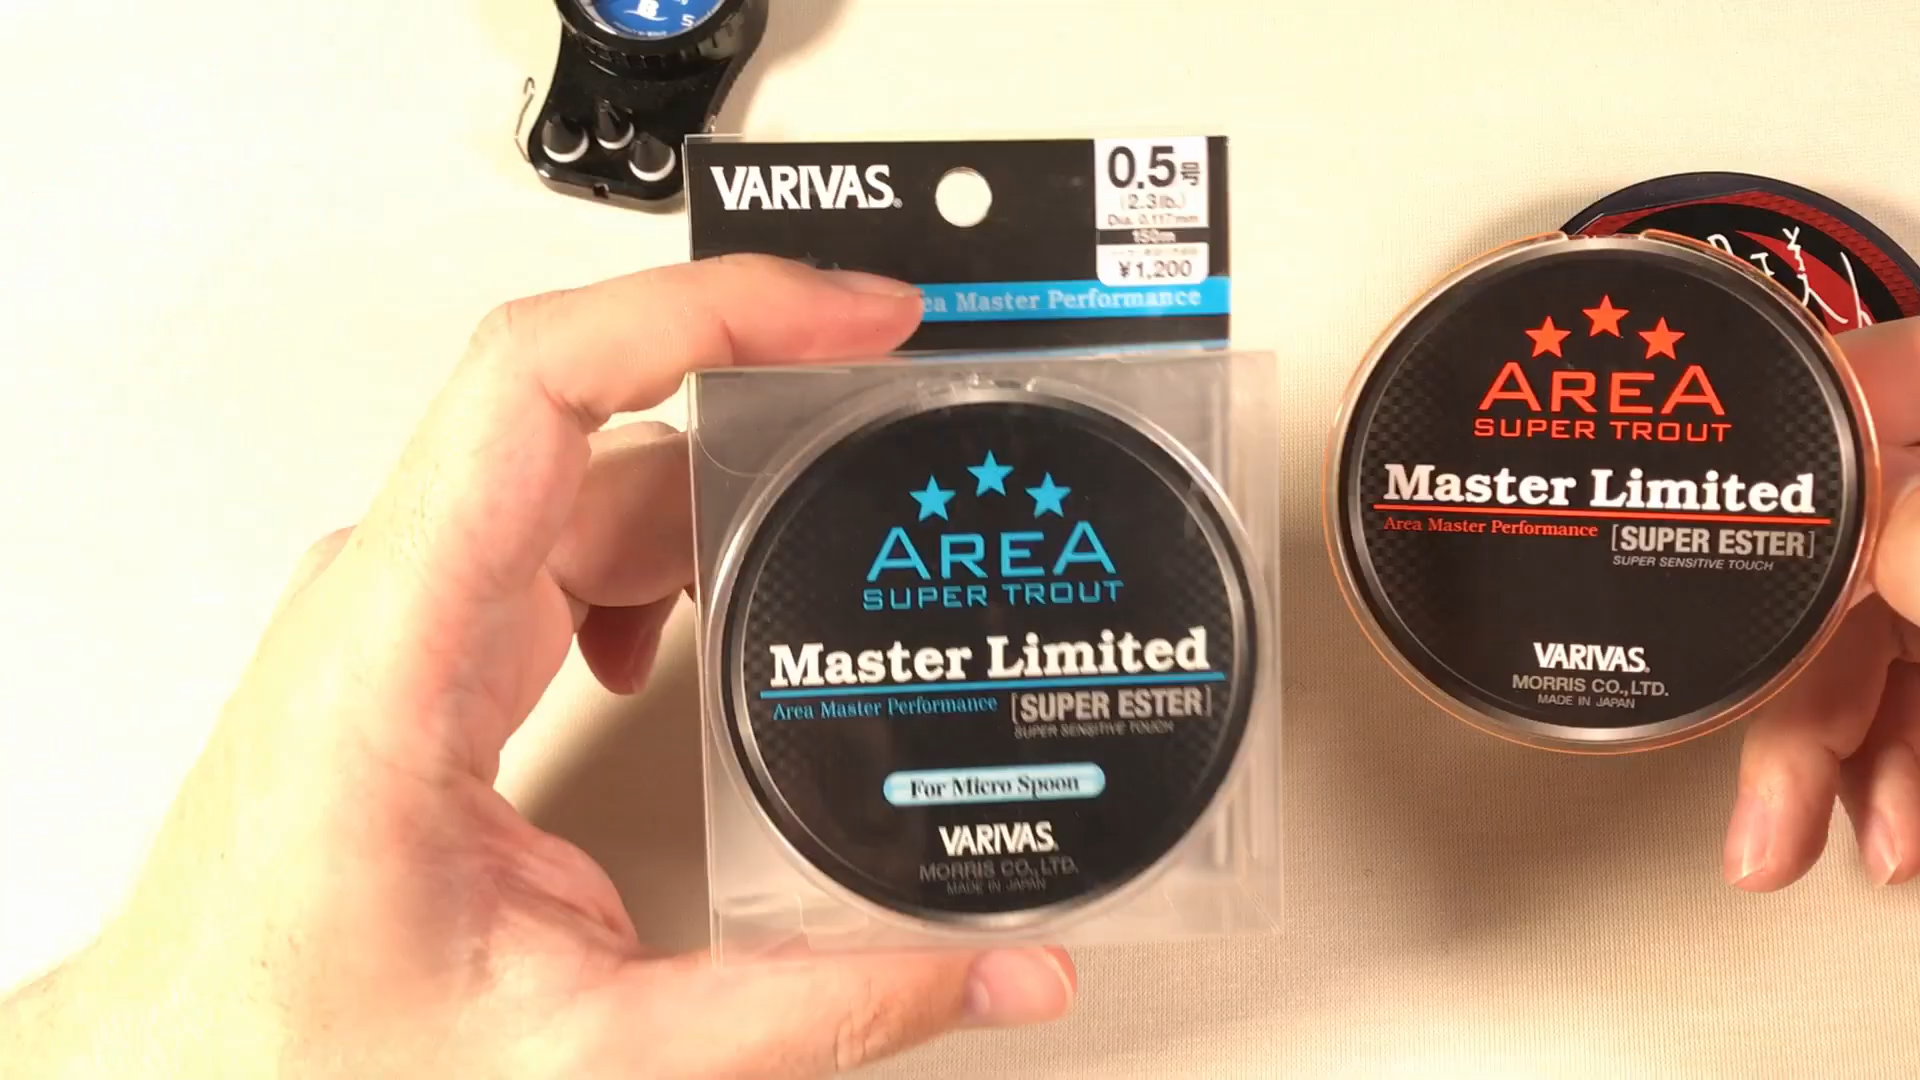 VARIVAS®
0.5号
(2.3lb.)
Dia. 0.117mm
150m
¥1,200
ea Master Performance
AREA
SUPER TROUT
Master Limited
Area Master Performance [SUPER ESTER]
SUPER SENSITIVE TOUCH
For Micro Spoon
VARIVAS®
MORRIS CO., LTD.
MADE IN JAPAN
AREA
SUPER TROUT
Master Limited
Area Master Performance [SUPER ESTER]
SUPER SENSITIVE TOUCH
VARIVAS®
MORRIS CO., LTD.
MADE IN JAPAN